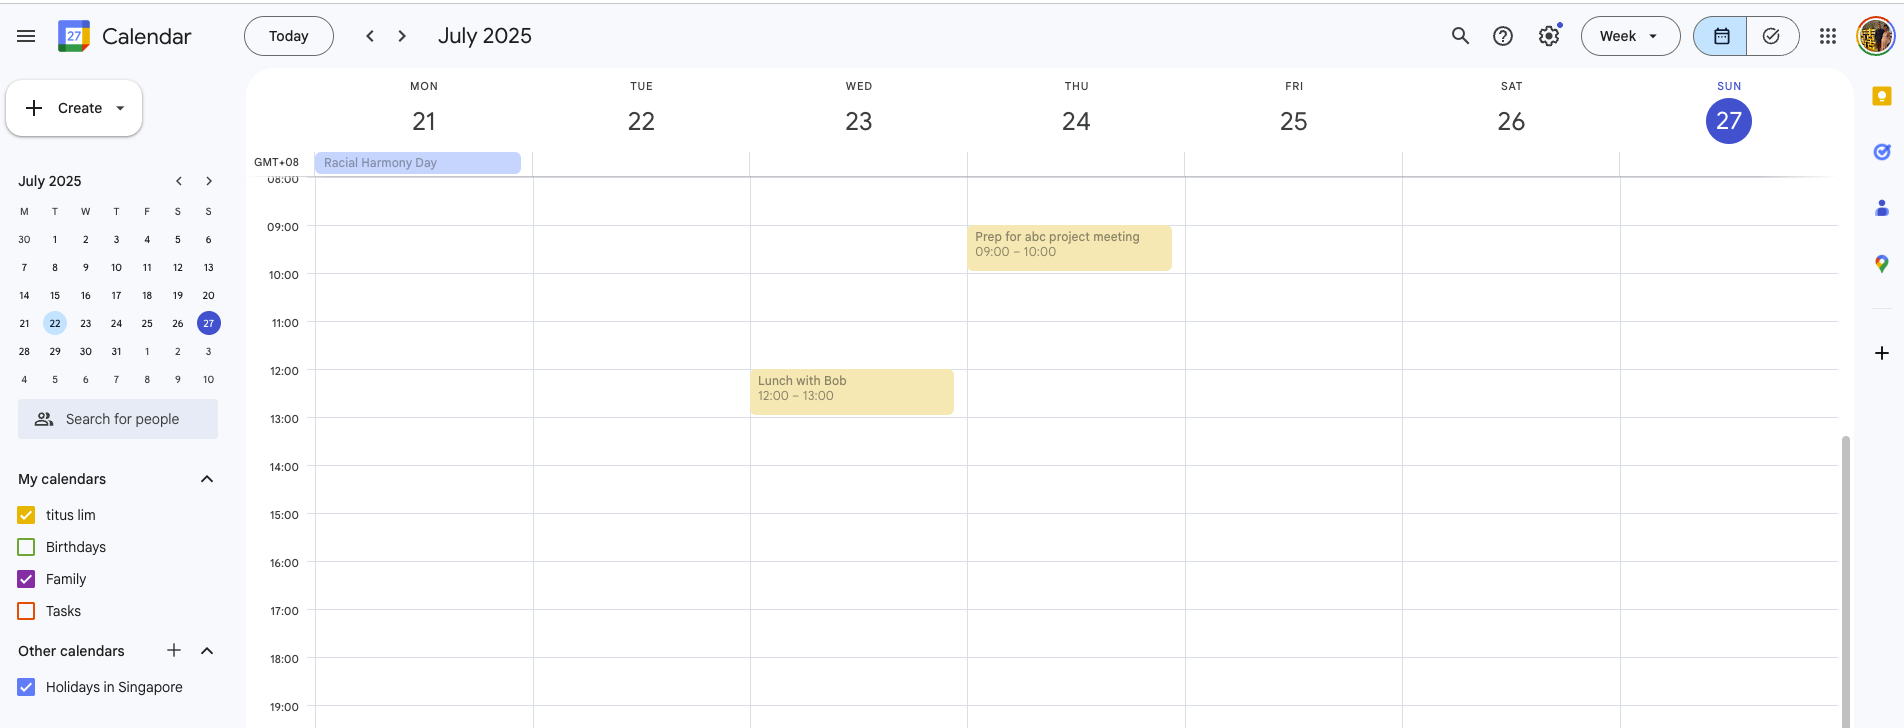 27 Calendar Today July 2025 Week
Create
July 2025
M T W T F S S
30 1 2 3 4 5 6
7 8 9 10 11 12 13
14 15 16 17 18 19 20
21 22 23 24 25 26 27
28 29 30 31 1 2 3
4 5 6 7 8 9 10
Search for people
My calendars
titus lim
Birthdays
Family
Tasks
Other calendars
Holidays in Singapore
MON TUE WED THU FRI SAT SUN
21 22 23 24 25 26 27
GMT+08 Racial Harmony Day
08:00
09:00
Prep for abc project meeting
09:00 – 10:00
10:00
11:00
12:00
Lunch with Bob
12:00 – 13:00
13:00
14:00
15:00
16:00
17:00
18:00
19:00